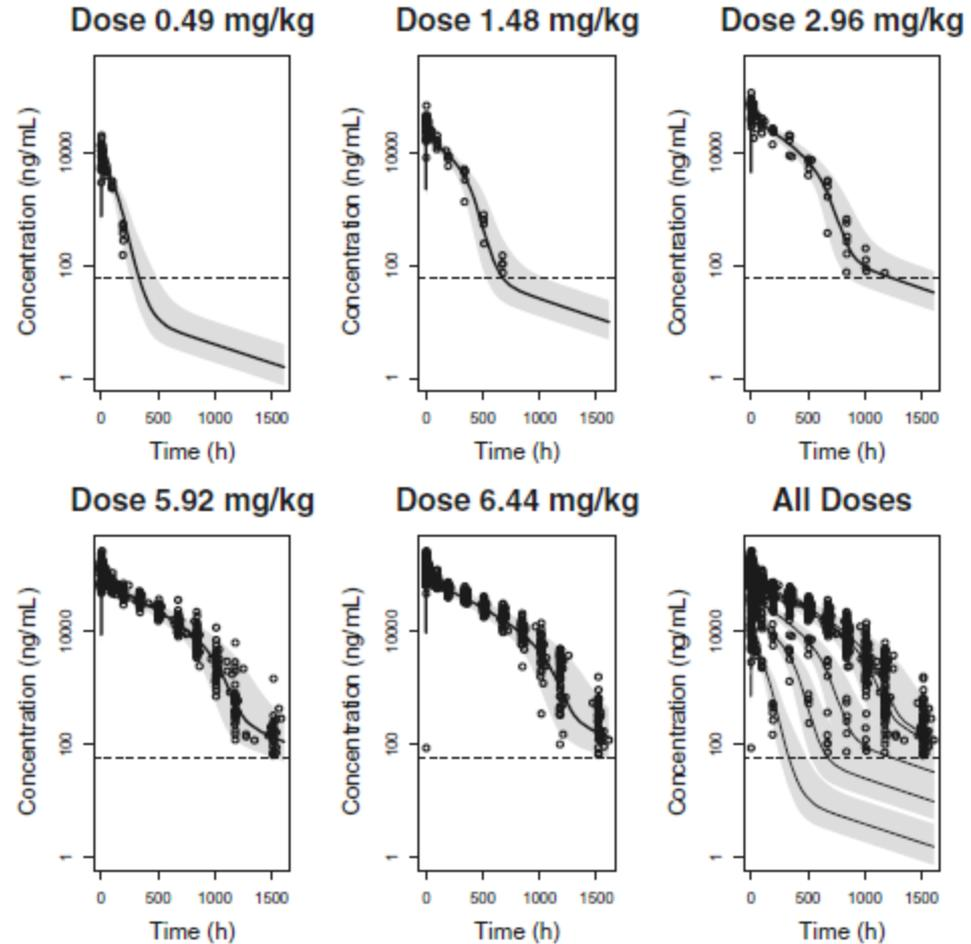 Dose 0.49 mg/kg
Concentration (ng/mL)
10000
100
1
0 500 1000 1500
Time (h)
Dose 1.48 mg/kg
Concentration (ng/mL)
10000
100
1
0 500 1000 1500
Time (h)
Dose 2.96 mg/kg
Concentration (ng/mL)
10000
100
1
0 500 1000 1500
Time (h)
Dose 5.92 mg/kg
Concentration (ng/mL)
10000
100
1
0 500 1000 1500
Time (h)
Dose 6.44 mg/kg
Concentration (ng/mL)
10000
100
1
0 500 1000 1500
Time (h)
All Doses
Concentration (ng/mL)
10000
100
1
0 500 1000 1500
Time (h)